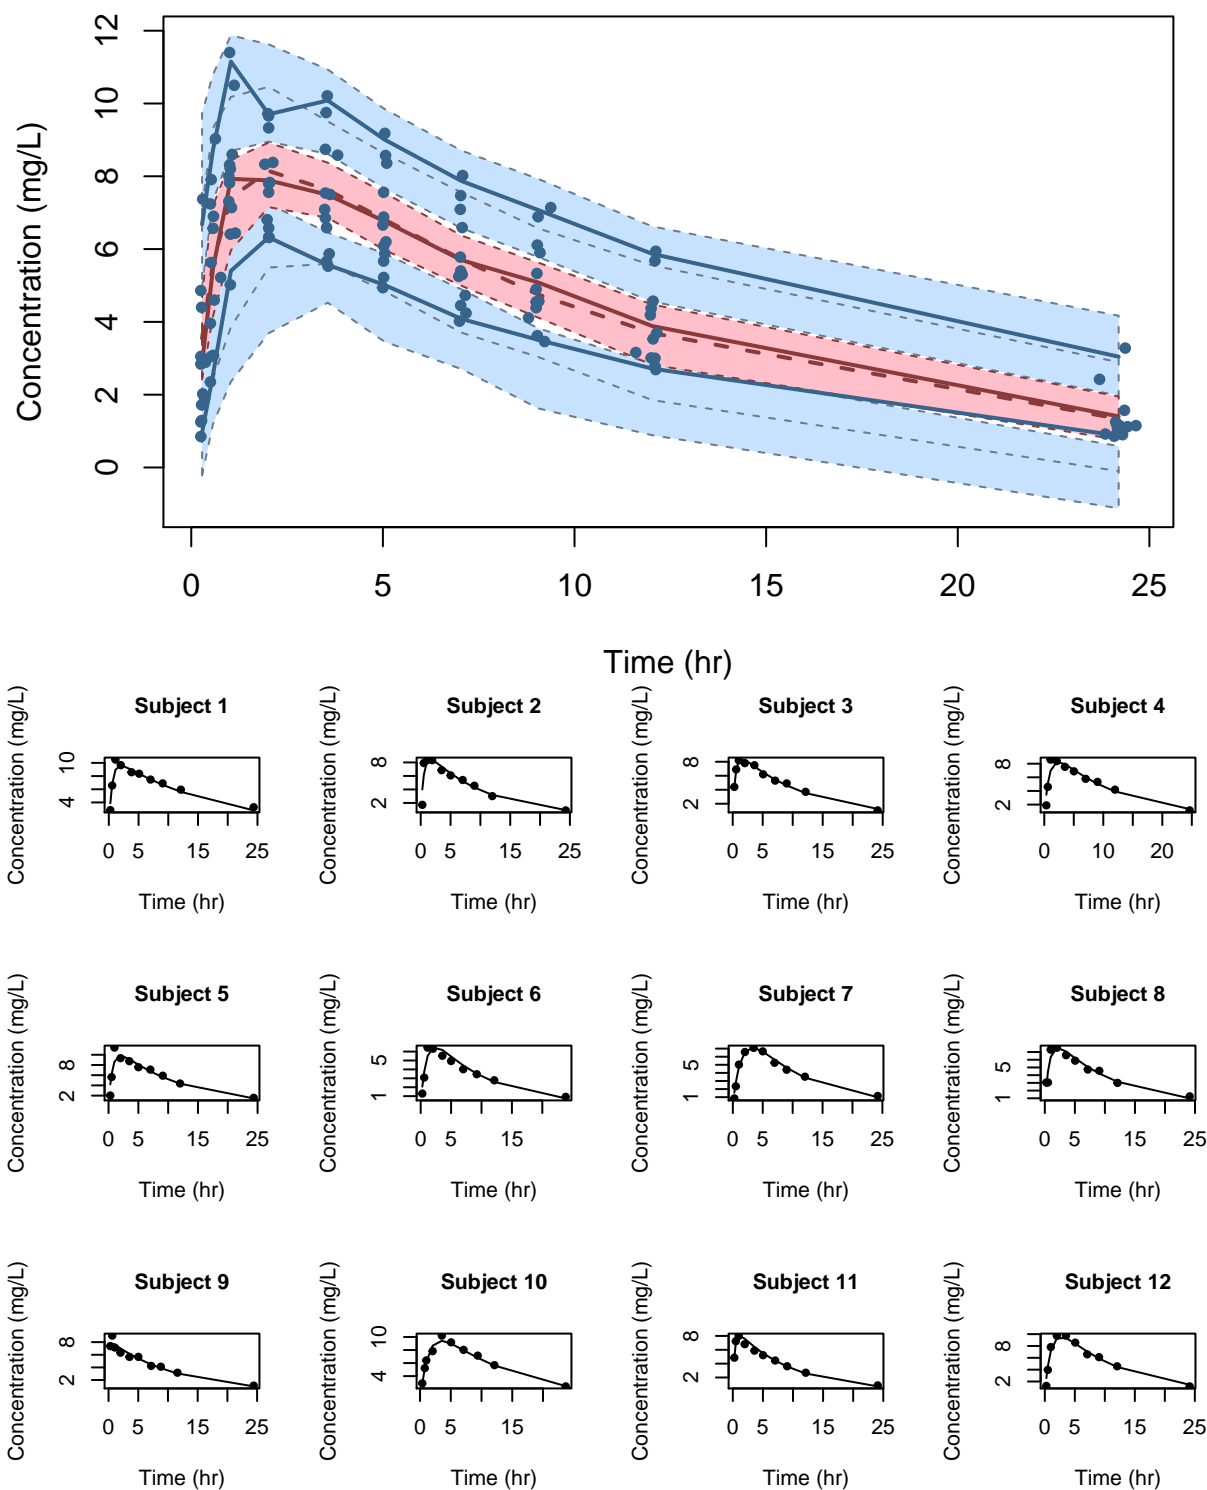 Concentration (mg/L)
12
10
8
6
4
2
0
0 5 10 15 20 25
Time (hr)
Subject 1
Concentration (mg/L)
10
4
0 5 15 25
Time (hr)
Subject 2
Concentration (mg/L)
8
2
0 5 15 25
Time (hr)
Subject 3
Concentration (mg/L)
8
2
0 5 15 25
Time (hr)
Subject 4
Concentration (mg/L)
8
2
0 10 20
Time (hr)
Subject 5
Concentration (mg/L)
8
2
0 5 15 25
Time (hr)
Subject 6
Concentration (mg/L)
5
1
0 5 15
Time (hr)
Subject 7
Concentration (mg/L)
5
1
0 5 15 25
Time (hr)
Subject 8
Concentration (mg/L)
5
1
0 5 15 25
Time (hr)
Subject 9
Concentration (mg/L)
8
2
0 5 15 25
Time (hr)
Subject 10
Concentration (mg/L)
10
4
0 5 15
Time (hr)
Subject 11
Concentration (mg/L)
8
2
0 5 15 25
Time (hr)
Subject 12
Concentration (mg/L)
8
2
0 5 15 25
Time (hr)